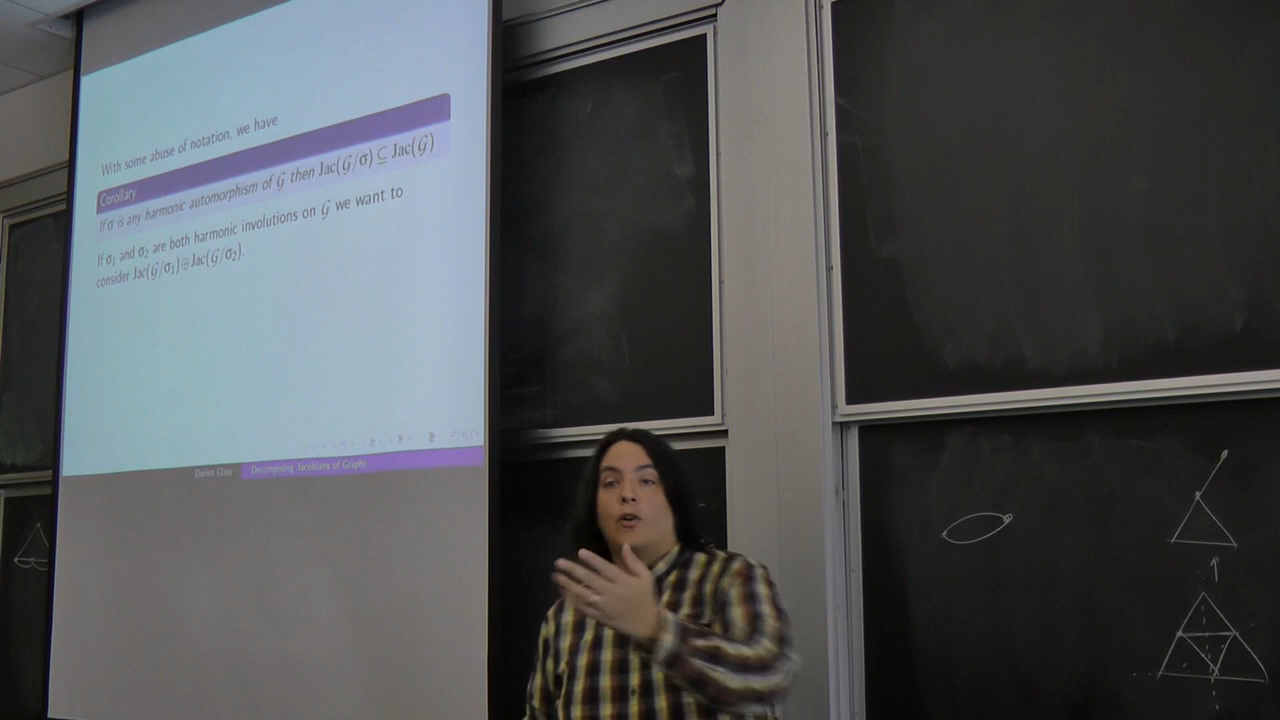 With some abuse of notation, we have
Corollary
If σ is any harmonic automorphism of 𝒢 then Jac(𝒢/σ) ⊆ Jac(𝒢)
If σ₁ and σ₂ are both harmonic involutions on 𝒢 we want to
consider Jac(𝒢/σ₁)⊕Jac(𝒢/σ₂).
Darren Glass Decomposing Jacobians of Graphs